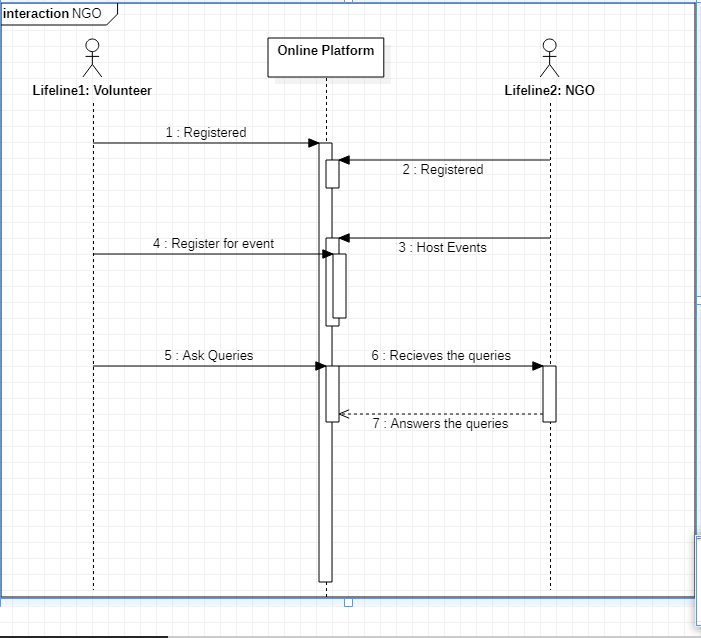 interaction NGO
Online Platform
Lifeline1: Volunteer
Lifeline2: NGO
1 : Registered
2 : Registered
4 : Register for event
3 : Host Events
5 : Ask Queries
6 : Recieves the queries
7 : Answers the queries